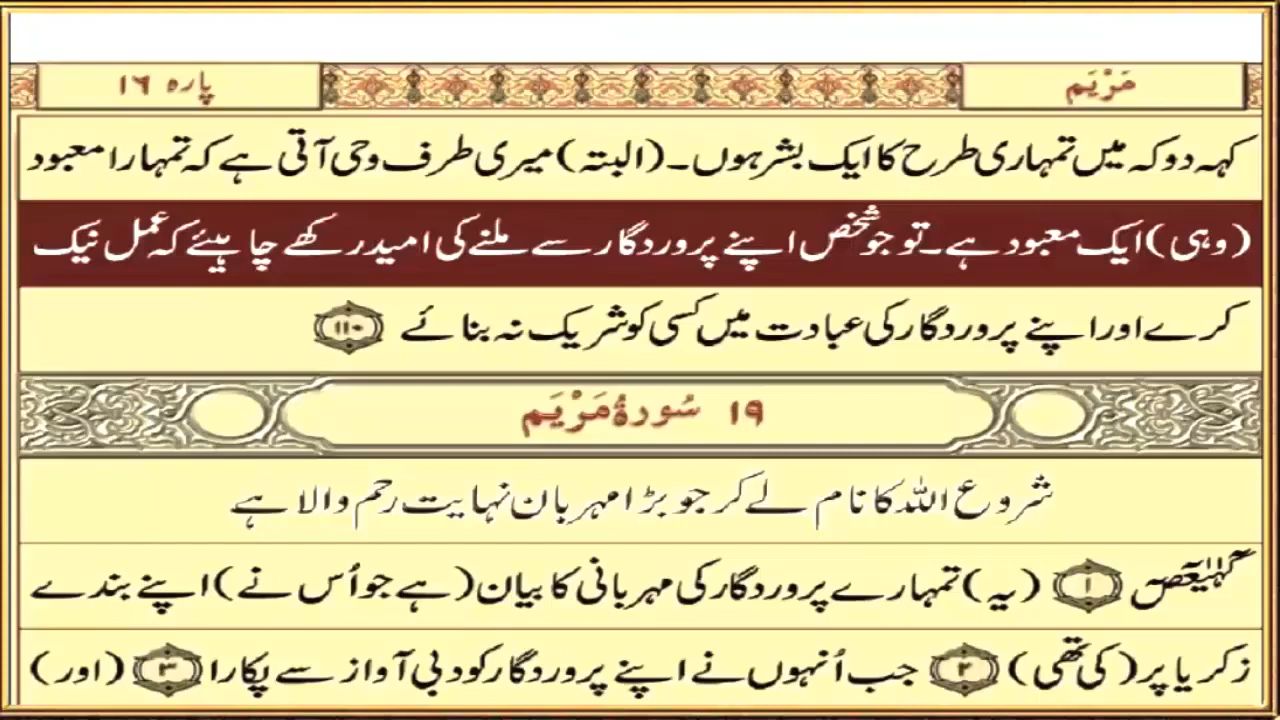 مَرْيَم
پارہ ۱۶
کہہ دو کہ میں تمہاری طرح کا ایک بشر ہوں۔ (البتہ) میری طرف وحی آتی ہے کہ تمہارا معبود
(وہی) ایک معبود ہے۔ تو جو شخص اپنے پروردگار سے ملنے کی امید رکھے چاہیئے کہ عمل نیک
کرے اور اپنے پروردگار کی عبادت میں کسی کو شریک نہ بنائے ۱۱۰
۱۹ سُورۃُ مَرْیَم
شروع اللہ کا نام لے کر جو بڑا مہربان نہایت رحم والا ہے
كٓهٰيٰعٓصٓ ۱ (یہ) تمہارے پروردگار کی مہربانی کا بیان (ہے جو اُس نے) اپنے بندے
زکریا پر (کی تھی) ۲ جب اُنہوں نے اپنے پروردگار کو دبی آواز سے پکارا ۳ (اور)